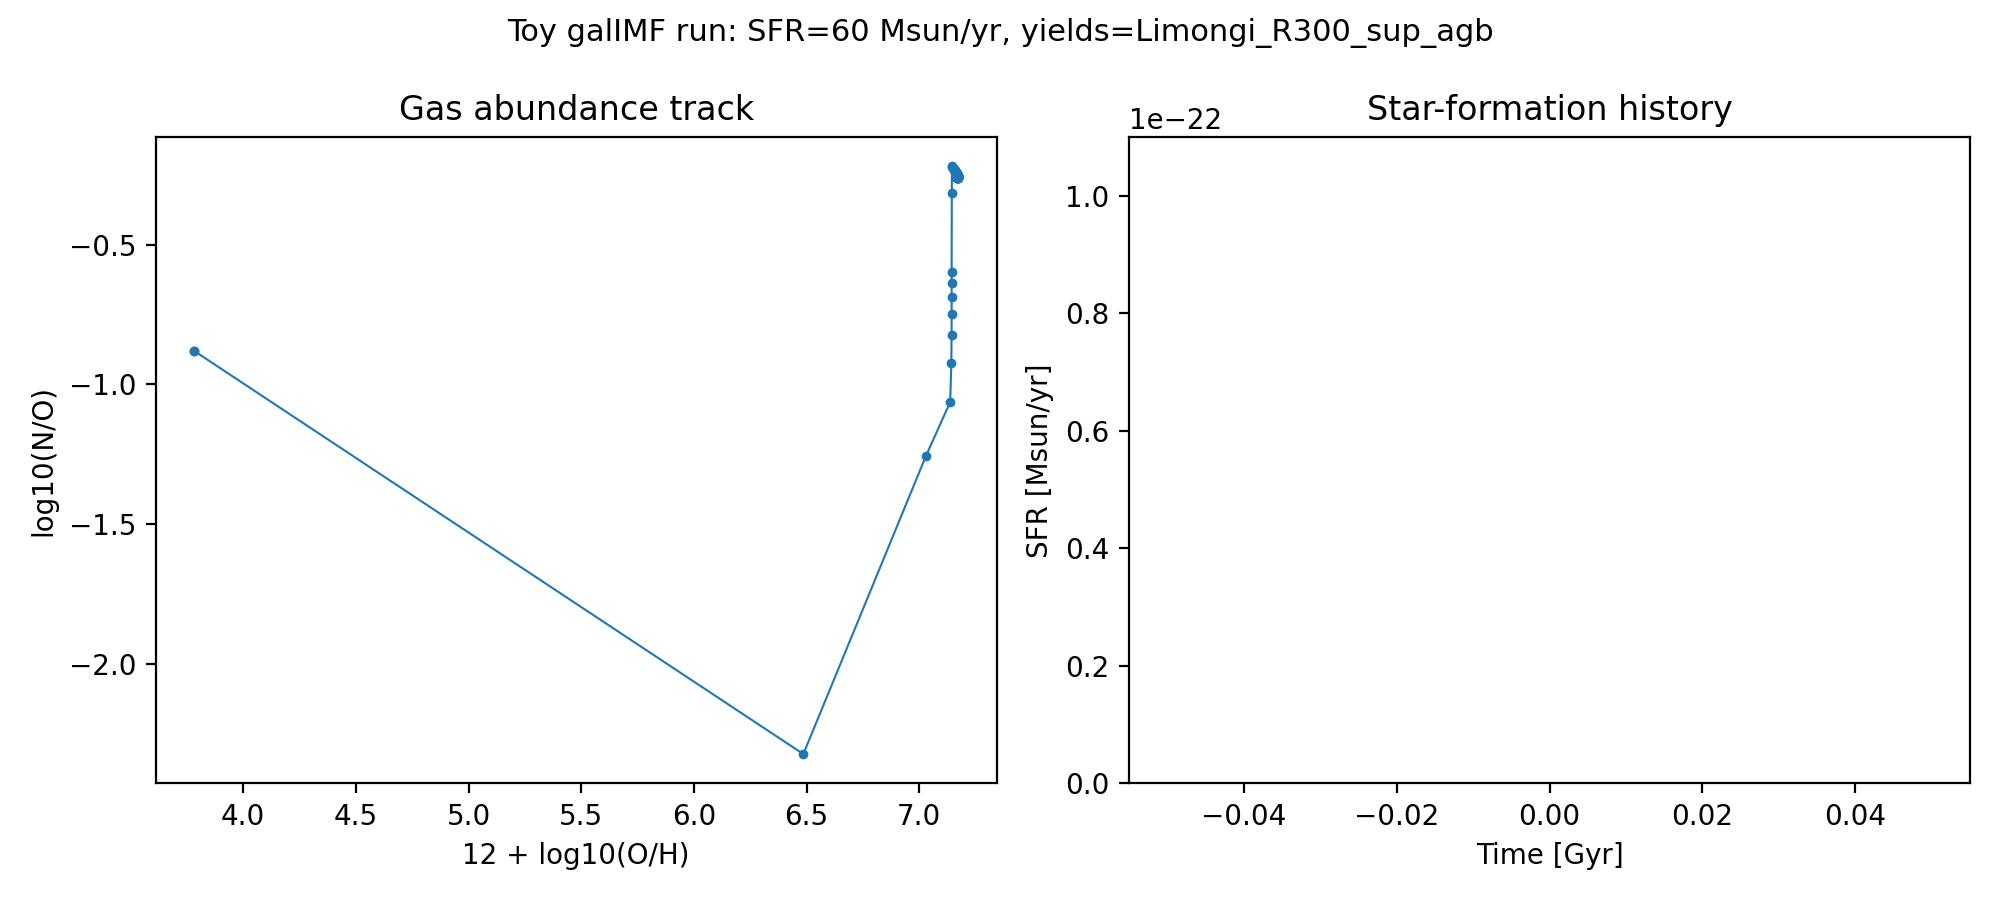 Toy galIMF run: SFR=60 Msun/yr, yields=Limongi_R300_sup_agb
Gas abundance track
−0.5
−1.0
−1.5
−2.0
log10(N/O)
4.0 4.5 5.0 5.5 6.0 6.5 7.0
12 + log10(O/H)
Star-formation history
1e−22
1.0
0.8
0.6
0.4
0.2
0.0
SFR [Msun/yr]
−0.04 −0.02 0.00 0.02 0.04
Time [Gyr]